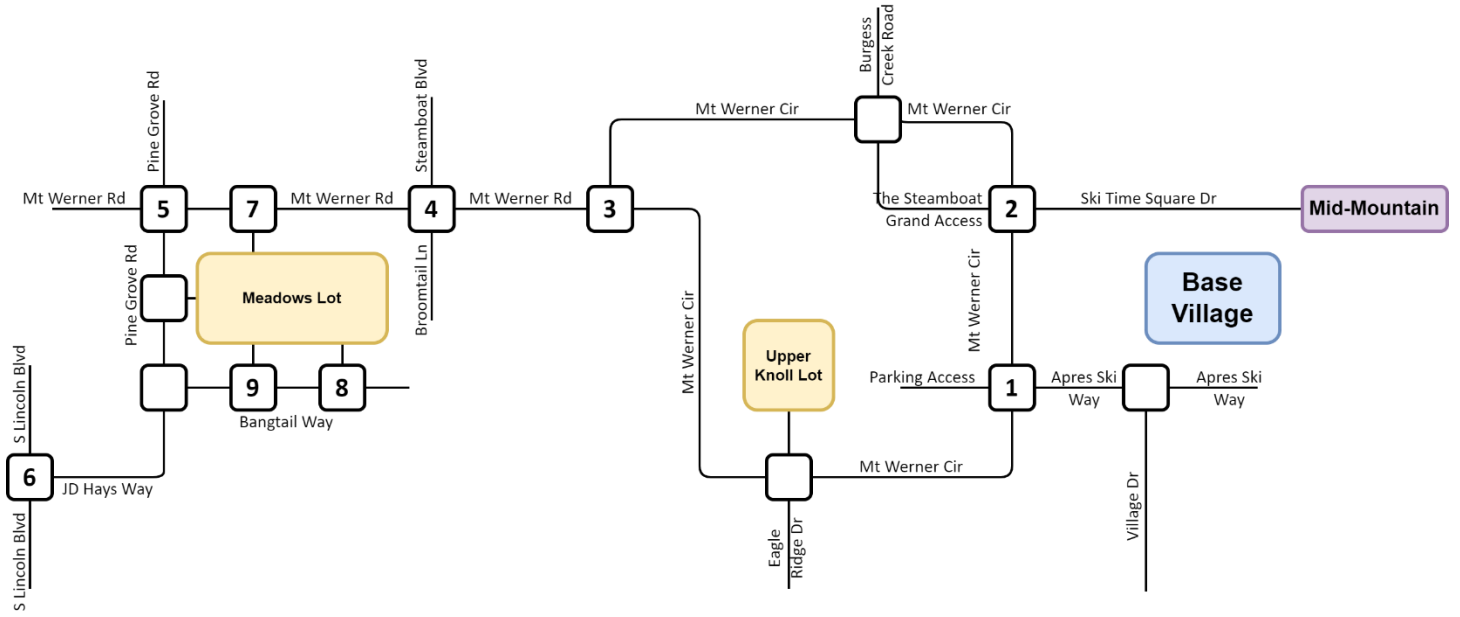 Burgess
Creek Road
Mt Werner Cir
Mt Werner Cir
Pine Grove Rd
Steamboat Blvd
Mt Werner Rd
5
7
Mt Werner Rd
4
Mt Werner Rd
3
The Steamboat
Grand Access
2
Ski Time Square Dr
Mid-Mountain
Pine Grove Rd
Meadows Lot
Broomtail Ln
Mt Werner Cir
Base
Village
Mt Werner Cir
Upper
Knoll Lot
S Lincoln Blvd
9
8
Bangtail Way
Parking Access
1
Apres Ski
Way
Apres Ski
Way
6
JD Hays Way
Mt Werner Cir
S Lincoln Blvd
Eagle
Ridge Dr
Village Dr